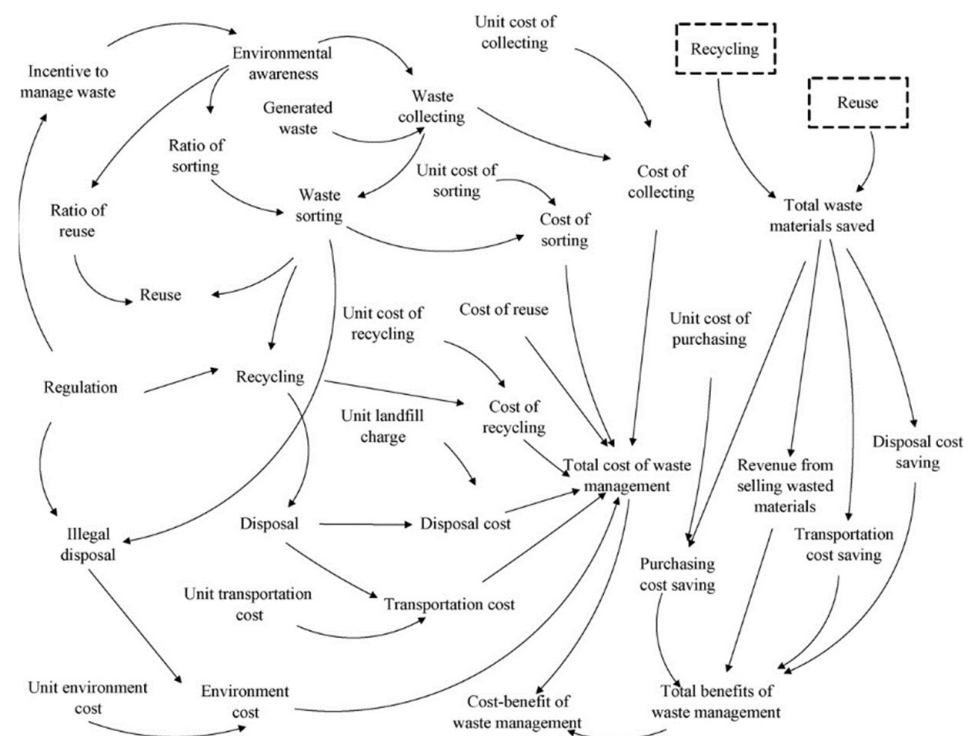 Unit cost of
collecting
Recycling
Environmental
awareness
Incentive to
manage waste
Reuse
Generated
waste
Waste
collecting
Ratio of
sorting
Unit cost of
sorting
Cost of
collecting
Waste
sorting
Ratio of
reuse
Cost of
sorting
Total waste
materials saved
Reuse
Unit cost of
recycling
Cost of reuse
Unit cost of
purchasing
Regulation
Recycling
Unit landfill
charge
Cost of
recycling
Total cost of waste
management
Revenue from
selling wasted
materials
Disposal cost
saving
Illegal
disposal
Disposal
Disposal cost
Transportation
cost saving
Purchasing
cost saving
Unit transportation
cost
Transportation cost
Unit environment
cost
Environment
cost
Cost-benefit of
waste management
Total benefits of
waste management